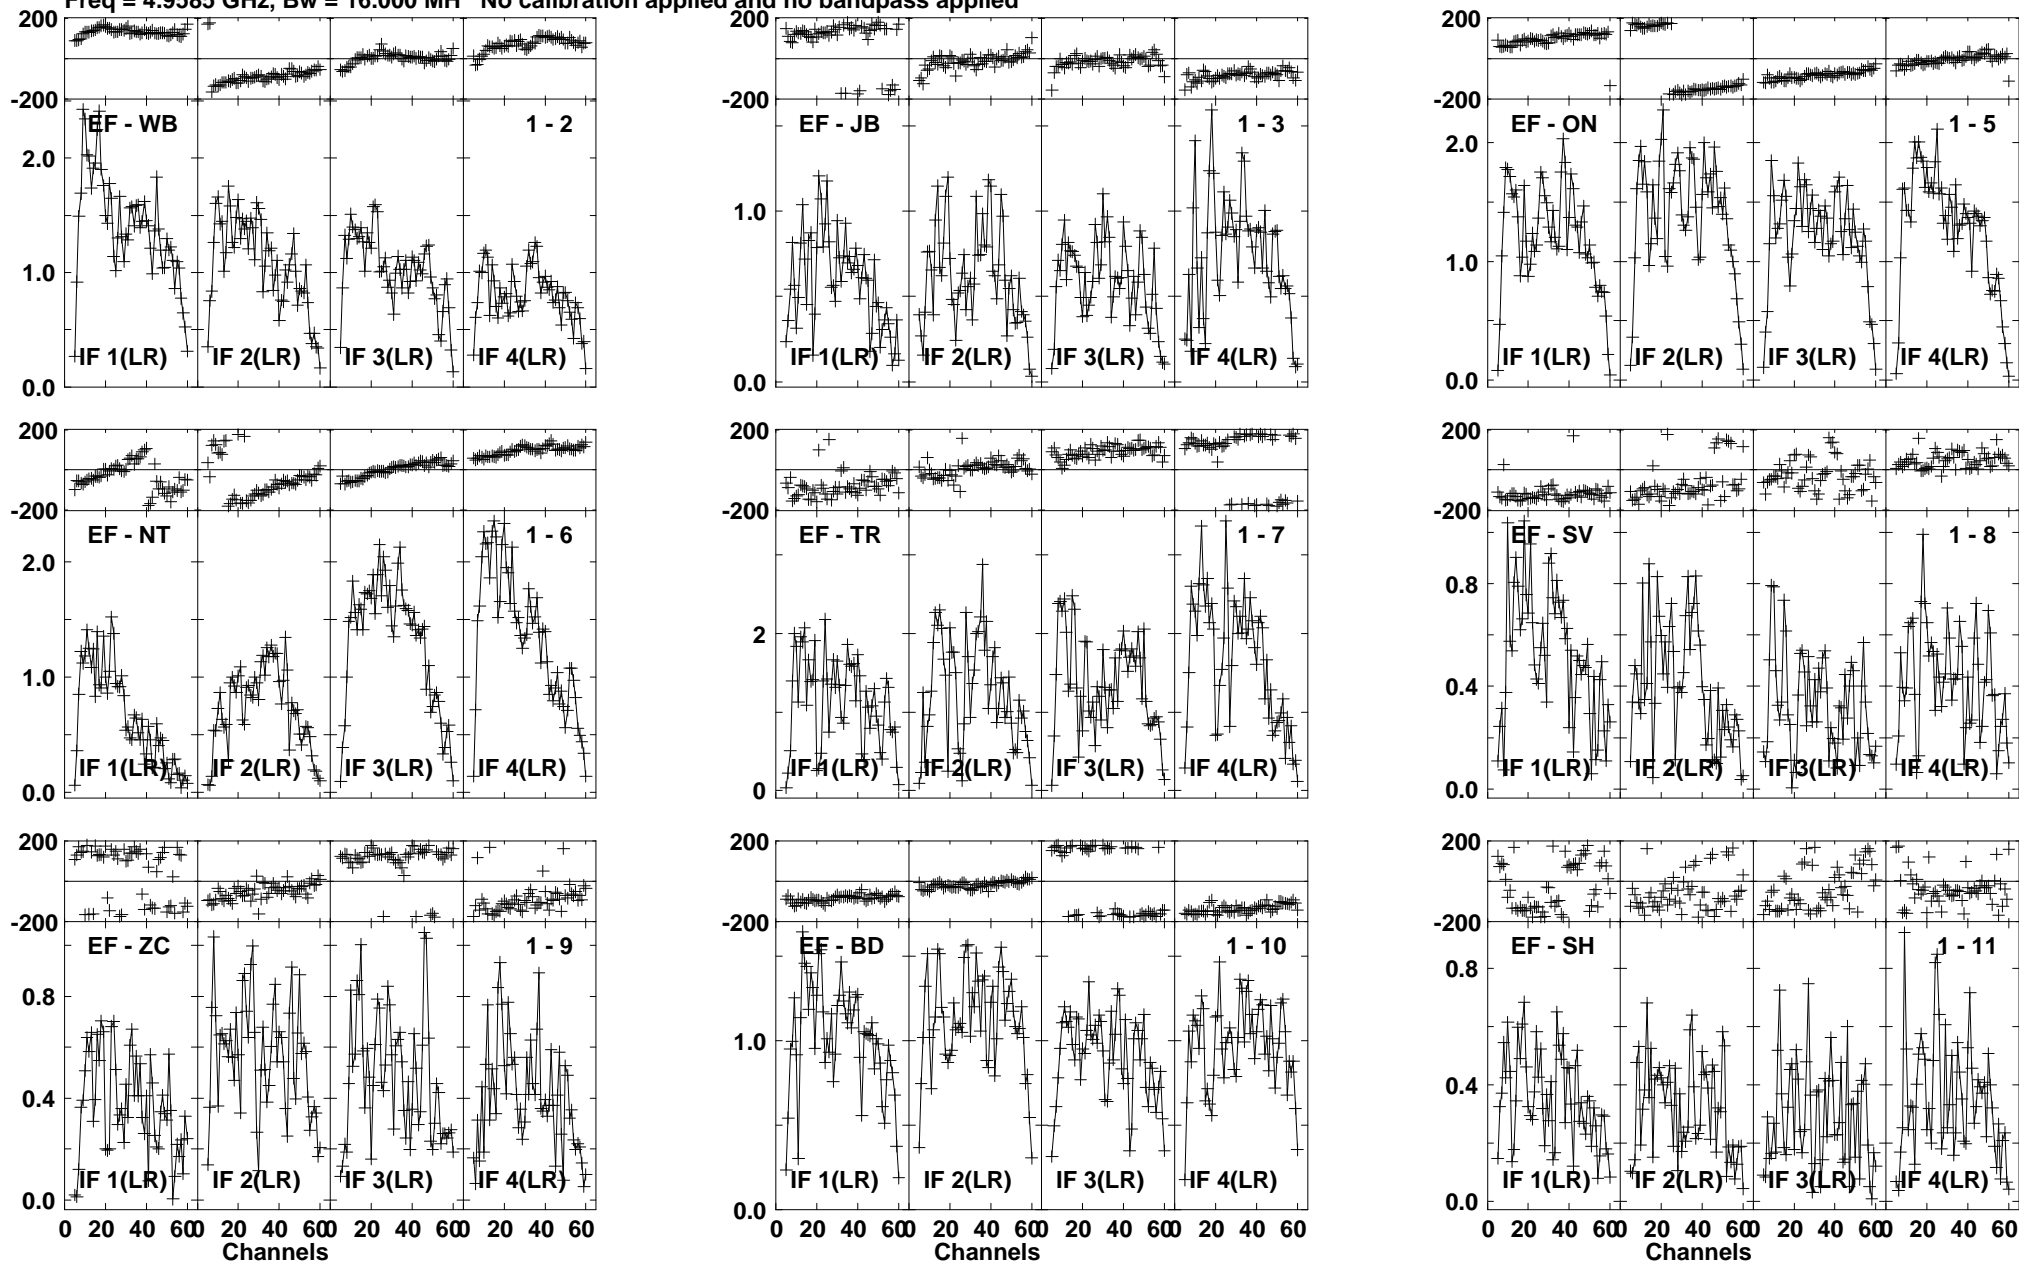 Freq = 4.9585 GHz, Bw = 16.000 MH No calibration applied and no bandpass applied
200 200 200
-200 -200 -200
EF - WB 1 - 2 EF - JB 1 - 3 EF - ON 1 - 5
2.0 2.0
1.0 1.0 1.0
IF 1(LR) IF 2(LR) IF 3(LR) IF 4(LR) IF 1(LR) IF 2(LR) IF 3(LR) IF 4(LR) IF 1(LR) IF 2(LR) IF 3(LR) IF 4(LR)
0.0 0.0 0.0
200 200 200
-200 -200 -200
EF - NT 1 - 6 EF - TR 1 - 7 EF - SV 1 - 8
2.0 2 0.8
1.0 0.4
IF 1(LR) IF 2(LR) IF 3(LR) IF 4(LR) IF 1(LR) IF 2(LR) IF 3(LR) IF 4(LR) IF 1(LR) IF 2(LR) IF 3(LR) IF 4(LR)
0.0 0 0.0
200 200 200
-200 -200 -200
EF - ZC 1 - 9 EF - BD 1 - 10 EF - SH 1 - 11
0.8 1.0 0.8
0.4 0.4
IF 1(LR) IF 2(LR) IF 3(LR) IF 4(LR) IF 1(LR) IF 2(LR) IF 3(LR) IF 4(LR) IF 1(LR) IF 2(LR) IF 3(LR) IF 4(LR)
0.0 0.0 0.0
0 20 40 60 0 20 40 60 0 20 40 60 0 20 40 60 0 20 40 60 0 20 40 60 0 20 40 60 0 20 40 60 0 20 40 60 0 20 40 60 0 20 40 60 0 20 40 60
Channels Channels Channels